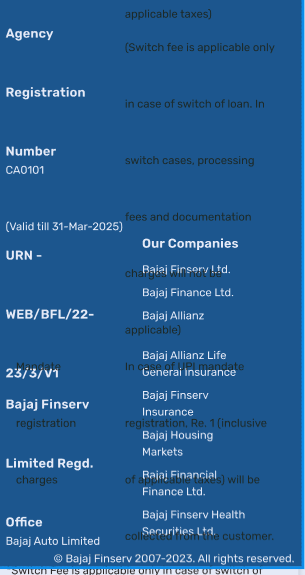 applicable taxes)
Agency
(Switch fee is applicable only
Registration
in case of switch of loan. In
Number
switch cases, processing
CA0101
fees and documentation
(Valid till 31-Mar-2025)
Our Companies
URN -
Bajaj Finserv Ltd.
charges will not be
Bajaj Finance Ltd.
WEB/BFL/22-
Bajaj Allianz
applicable)
Bajaj Allianz Life
Mandate
In case of UPI mandate
23/3/V1
General Insurance
Bajaj Finserv
Bajaj Finserv
Insurance
registration
registration, Re. 1 (inclusive
Bajaj Housing
Markets
Limited Regd.
Bajaj Financial
charges
of applicable taxes) will be
Finance Ltd.
Office
Bajaj Finserv Health
Securities Ltd.
collected from the customer.
Bajaj Auto Limited
© Bajaj Finserv 2007-2023. All rights reserved.
Switch Fee is applicable only in case of switch of